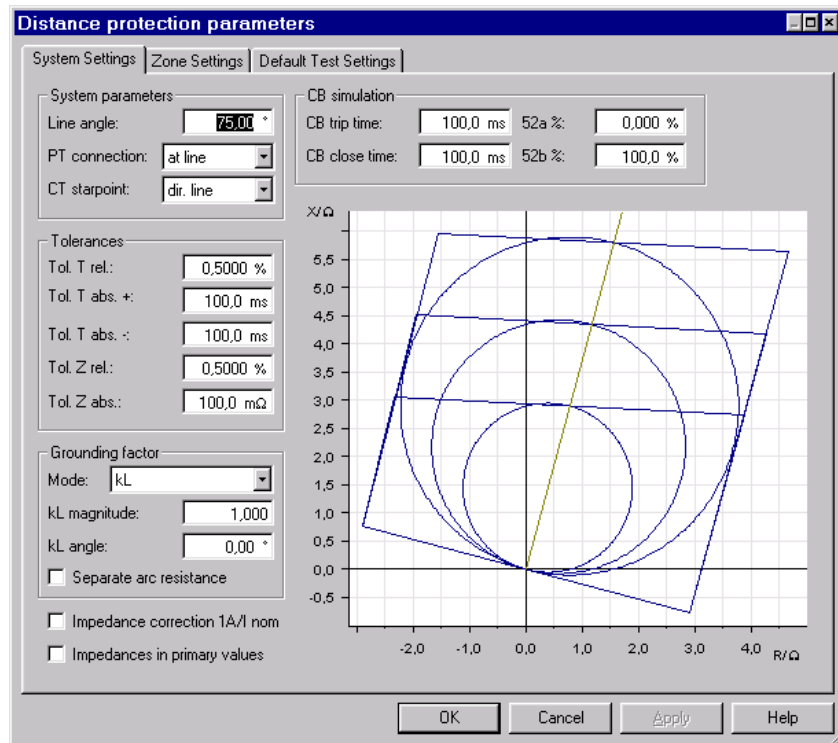 Distance protection parameters
System Settings Zone Settings Default Test Settings
System parameters
Line angle: 75,00 °
PT connection: at line
CT starpoint: dir. line
CB simulation
CB trip time: 100,0 ms 52a %: 0,000 %
CB close time: 100,0 ms 52b %: 100,0 %
Tolerances
Tol. T rel.: 0,5000 %
Tol. T abs. +: 100,0 ms
Tol. T abs. -: 100,0 ms
Tol. Z rel.: 0,5000 %
Tol. Z abs.: 100,0 mΩ
Grounding factor
Mode: kL
kL magnitude: 1,000
kL angle: 0,00 °
Separate arc resistance
Impedance correction 1A/I nom
Impedances in primary values
X/Ω
5,5
5,0
4,5
4,0
3,5
3,0
2,5
2,0
1,5
1,0
0,5
0,0
-0,5
-2,0 -1,0 0,0 1,0 2,0 3,0 4,0 R/Ω
OK Cancel Apply Help